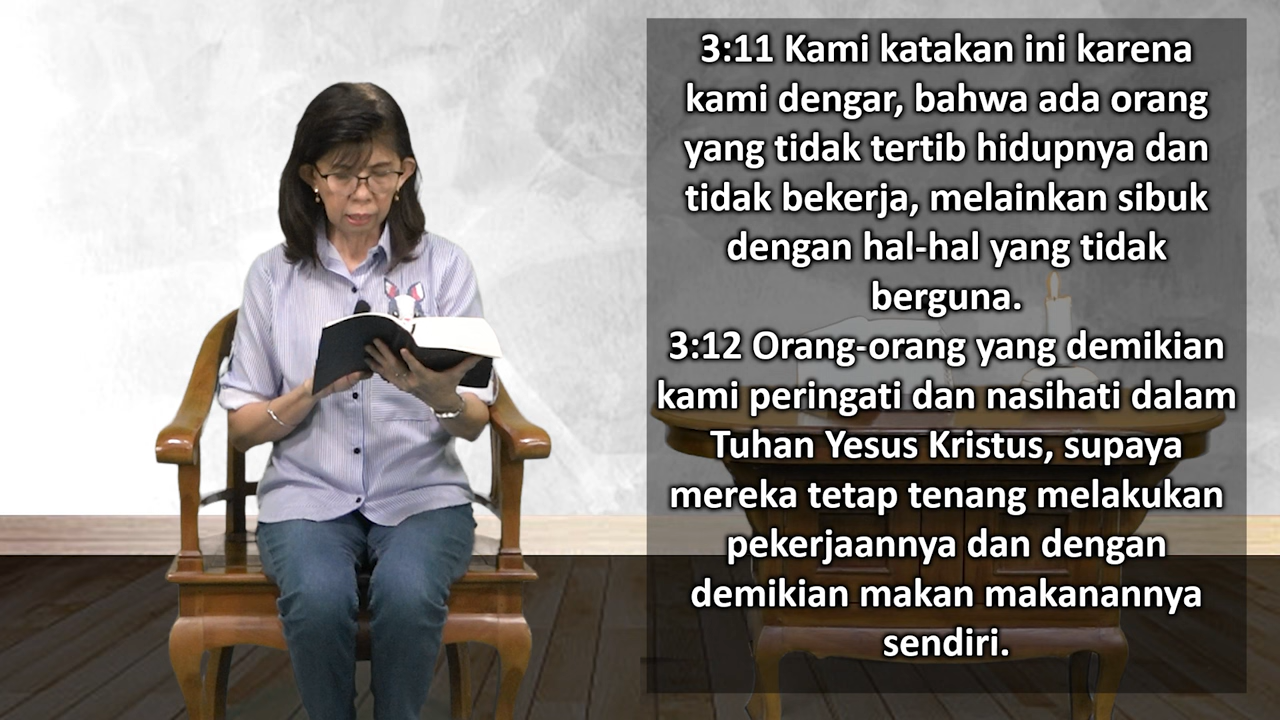 3:11 Kami katakan ini karena
kami dengar, bahwa ada orang
yang tidak tertib hidupnya dan
tidak bekerja, melainkan sibuk
dengan hal-hal yang tidak
berguna.
3:12 Orang-orang yang demikian
kami peringati dan nasihati dalam
Tuhan Yesus Kristus, supaya
mereka tetap tenang melakukan
pekerjaannya dan dengan
demikian makan makanannya
sendiri.